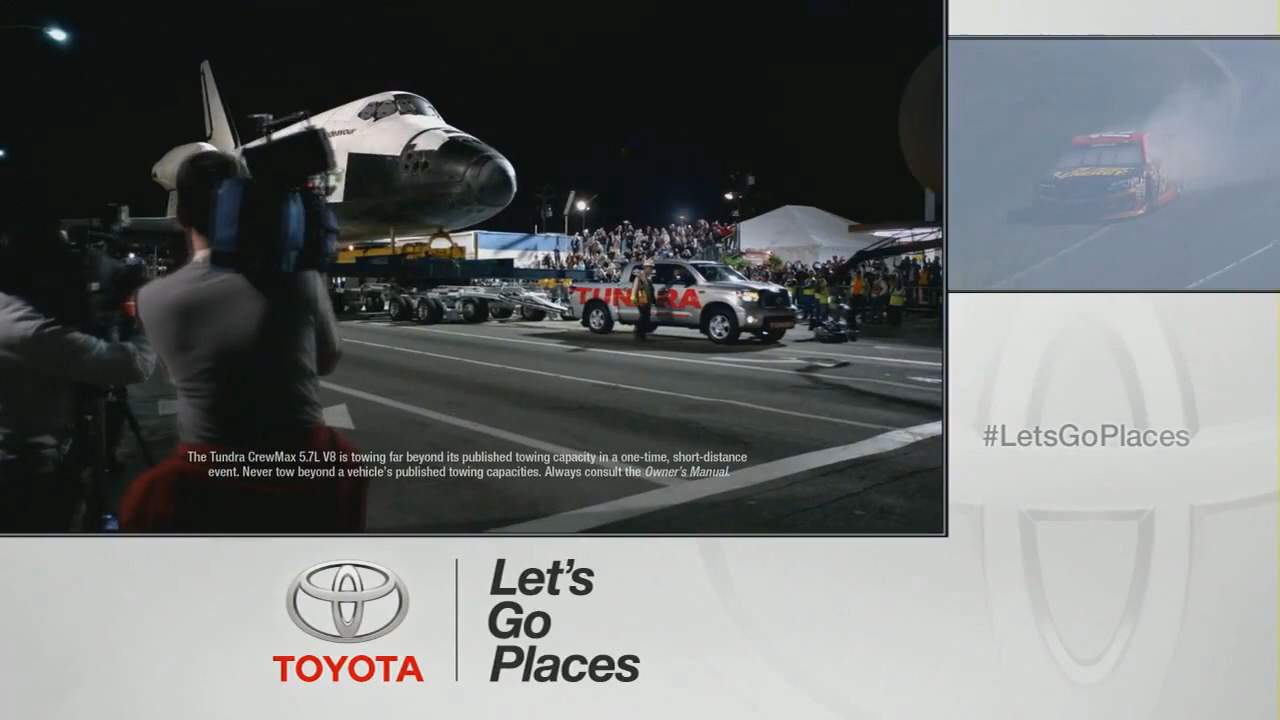 TUNDRA
The Tundra CrewMax 5.7L V8 is towing far beyond its published towing capacity in a one-time, short-distance
event. Never tow beyond a vehicle's published towing capacities. Always consult the Owner's Manual.
#LetsGoPlaces
TOYOTA
Let's
Go
Places